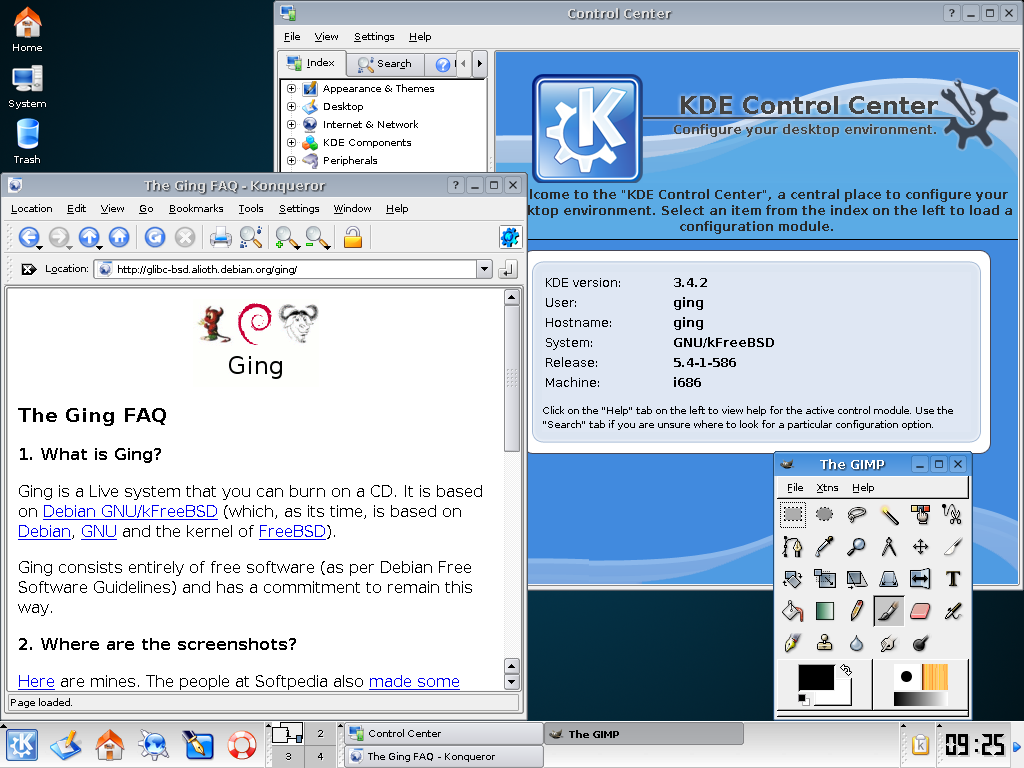 Home
System
Trash
Control Center
File View Settings Help
Index Search
Appearance & Themes
Desktop
Internet & Network
KDE Components
Peripherals
KDE Control Center
Configure your desktop environment.
lcome to the "KDE Control Center", a central place to configure your
ktop environment. Select an item from the index on the left to load a
configuration module.
KDE version: 3.4.2
User: ging
Hostname: ging
System: GNU/kFreeBSD
Release: 5.4-1-586
Machine: i686
Click on the "Help" tab on the left to view help for the active control module. Use the
"Search" tab if you are unsure where to look for a particular configuration option.
The Ging FAQ - Konqueror
Location Edit View Go Bookmarks Tools Settings Window Help
Location: http://glibc-bsd.alioth.debian.org/ging/
Ging
The Ging FAQ
1. What is Ging?
Ging is a Live system that you can burn on a CD. It is based
on Debian GNU/kFreeBSD (which, as its time, is based on
Debian, GNU and the kernel of FreeBSD).
Ging consists entirely of free software (as per Debian Free
Software Guidelines) and has a commitment to remain this
way.
2. Where are the screenshots?
Here are mines. The people at Softpedia also made some
Page loaded.
The GIMP
File Xtns Help
1 2
3 4
Control Center
The GIMP
The Ging FAQ - Konqueror
09:25